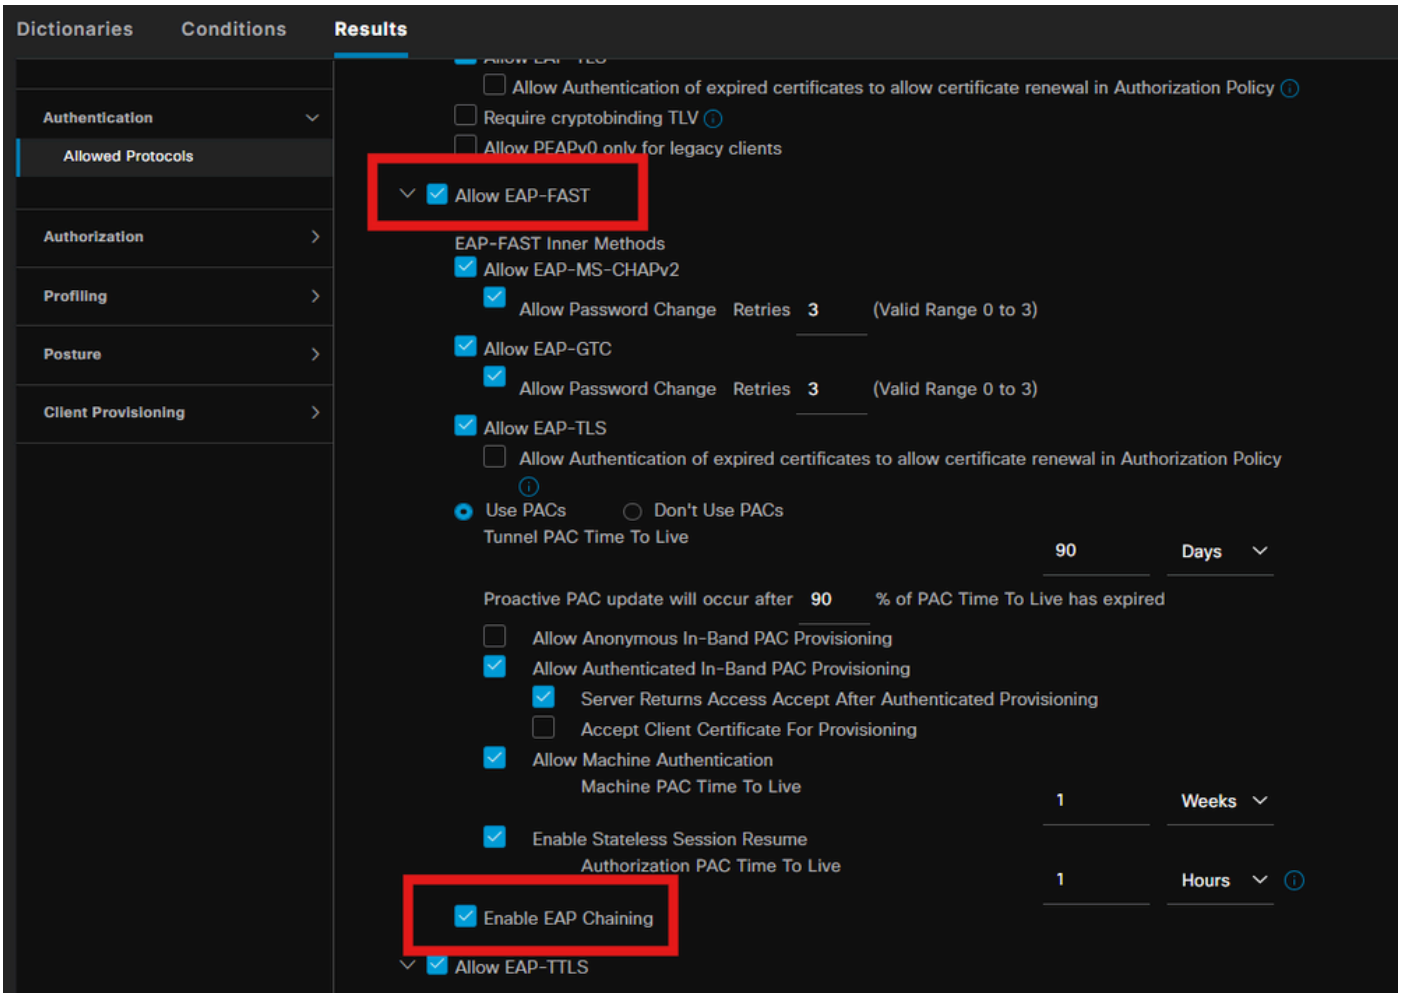 Dictionaries Conditions Results
Allow EAP-TLS
Allow Authentication of expired certificates to allow certificate renewal in Authorization Policy
Authentication
Require cryptobinding TLV
Allowed Protocols
Allow PEAPv0 only for legacy clients
Allow EAP-FAST
Authorization
EAP-FAST Inner Methods
Allow EAP-MS-CHAPv2
Profiling
Allow Password Change Retries 3 (Valid Range 0 to 3)
Posture
Allow EAP-GTC
Allow Password Change Retries 3 (Valid Range 0 to 3)
Client Provisioning
Allow EAP-TLS
Allow Authentication of expired certificates to allow certificate renewal in Authorization Policy
Use PACs Don't Use PACs
Tunnel PAC Time To Live 90 Days
Proactive PAC update will occur after 90 % of PAC Time To Live has expired
Allow Anonymous In-Band PAC Provisioning
Allow Authenticated In-Band PAC Provisioning
Server Returns Access Accept After Authenticated Provisioning
Accept Client Certificate For Provisioning
Allow Machine Authentication
Machine PAC Time To Live 1 Weeks
Enable Stateless Session Resume
Authorization PAC Time To Live 1 Hours
Enable EAP Chaining
Allow EAP-TTLS